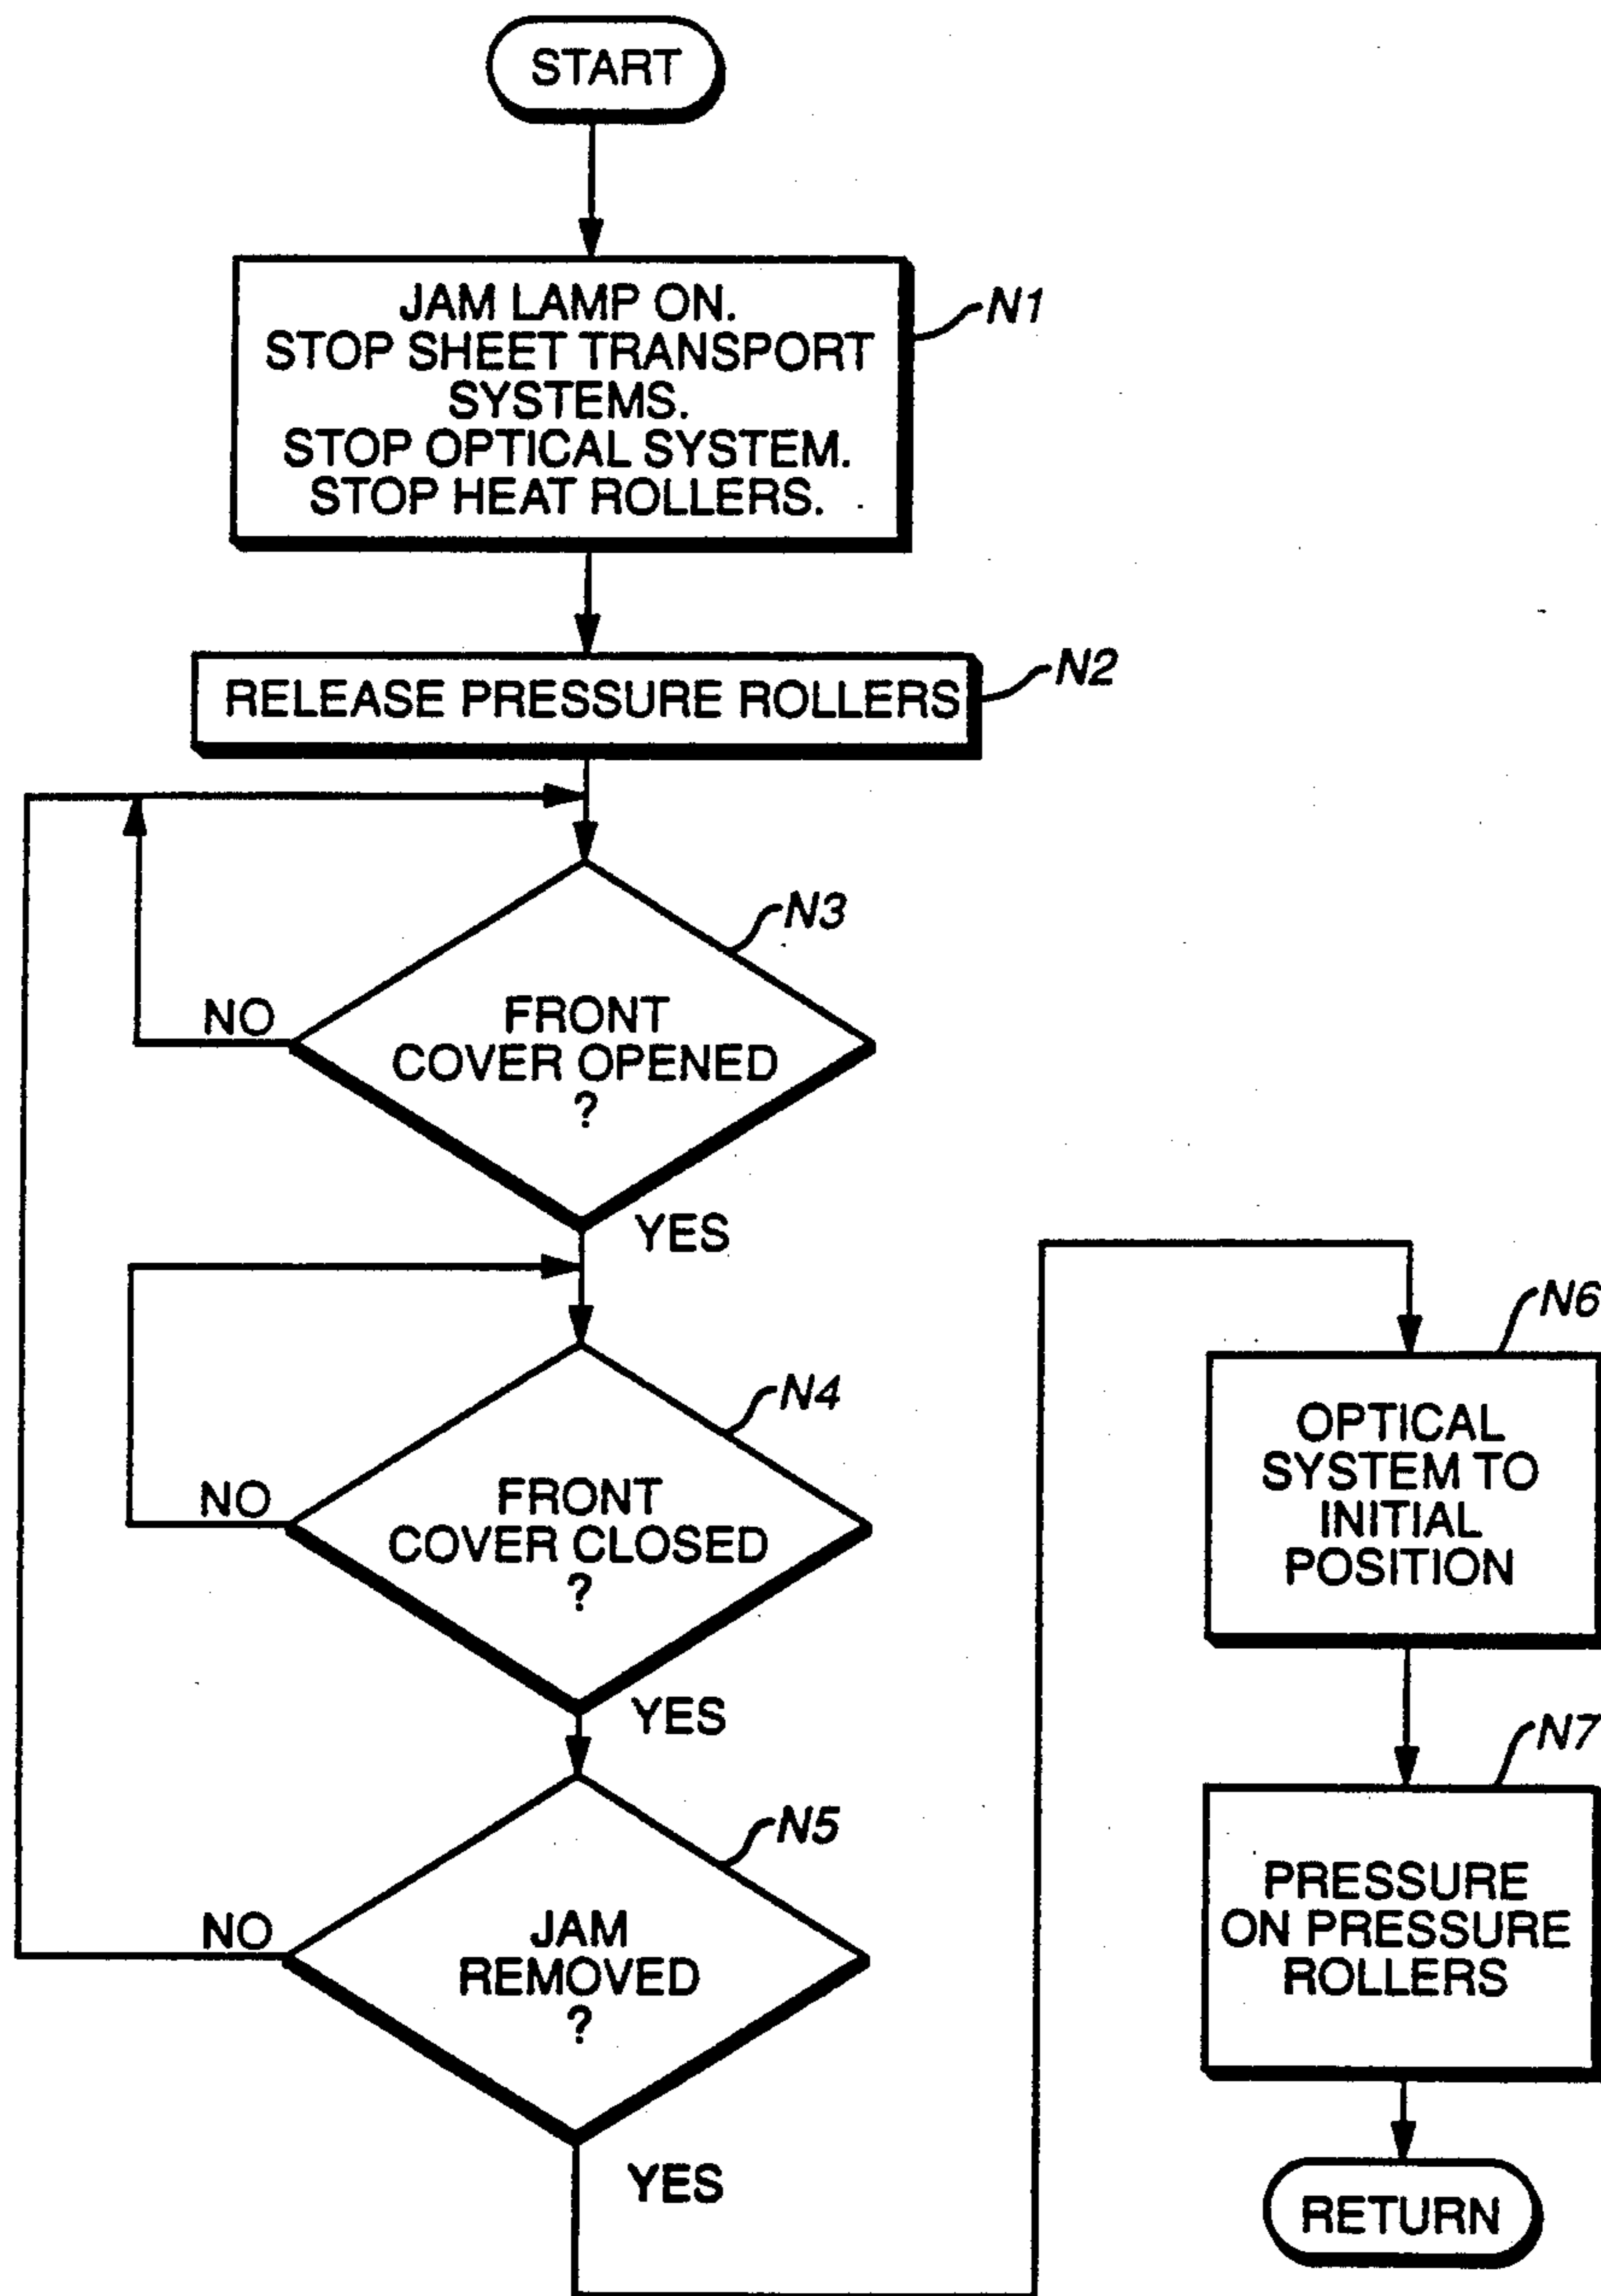 START
JAM LAMP ON.
STOP SHEET TRANSPORT
SYSTEMS.
STOP OPTICAL SYSTEM.
STOP HEAT ROLLERS.
N1
RELEASE PRESSURE ROLLERS
N2
N3
FRONT
COVER OPENED
?
NO
YES
N4
FRONT
COVER CLOSED
?
NO
YES
N5
JAM
REMOVED
?
NO
YES
N6
OPTICAL
SYSTEM TO
INITIAL
POSITION
N7
PRESSURE
ON PRESSURE
ROLLERS
RETURN